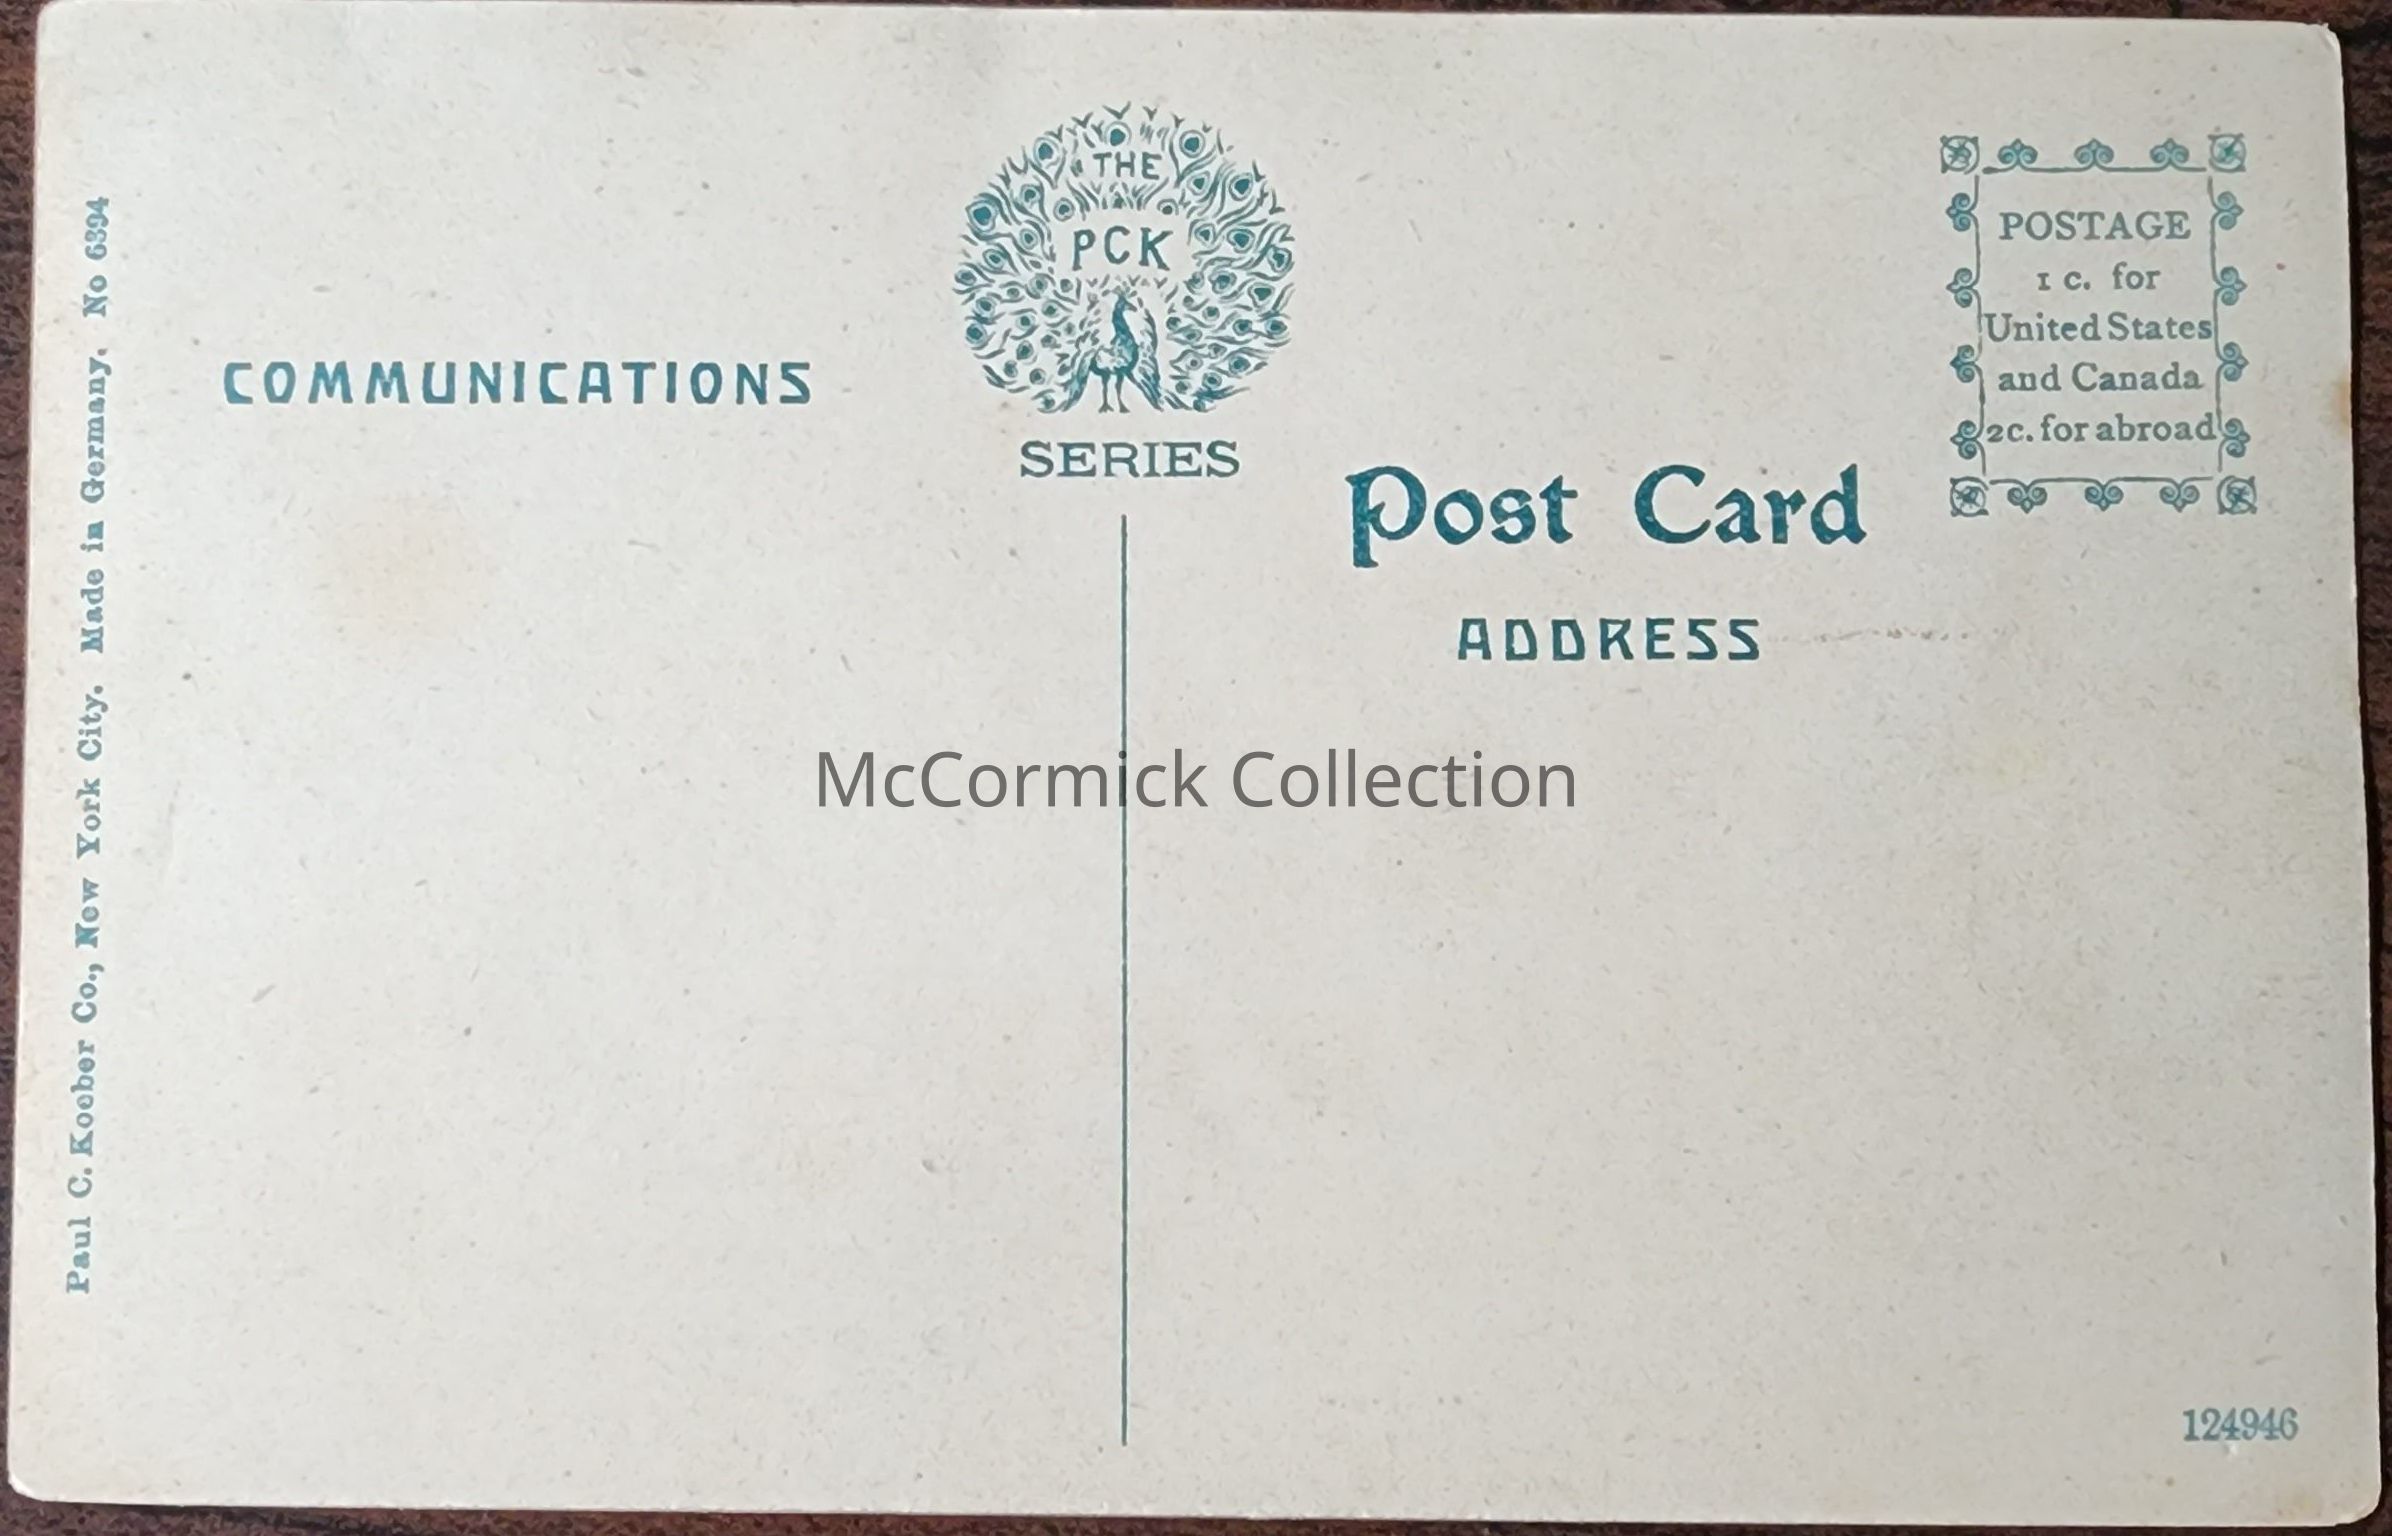 Paul C. Koeber Co., New York City. Made in Germany. No 6394
COMMUNICATIONS
THE
PCK
SERIES
Post Card
ADDRESS
POSTAGE
1 c. for
United States
and Canada
2c. for abroad
McCormick Collection
124946